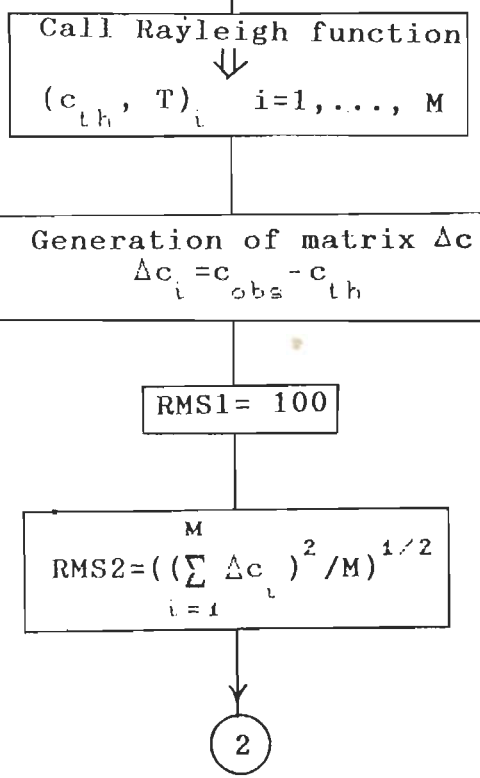 Call Rayleigh function
⇓
(c_th, T)_i i=1,..., M
Generation of matrix Δc
Δc_i=c_obs-c_th
RMS1= 100
RMS2=((∑_{i=1}^{M} Δc_i)^2/M)^{1/2}
2